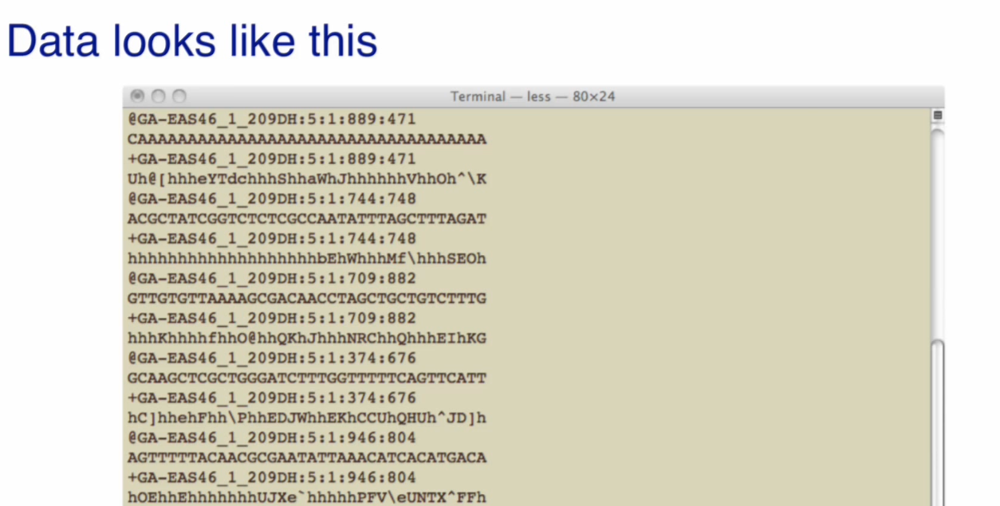 Data looks like this
Terminal — less — 80×24
@GA-EAS46_1_209DH:5:1:889:471
CAAAAAAAAAAAAAAAAAAAAAAAAAAAAAAAAAAA
+GA-EAS46_1_209DH:5:1:889:471
Uh@[hhheYTdchhhShhaWhJhhhhhhVhhOh^\K
@GA-EAS46_1_209DH:5:1:744:748
ACGCTATCGGTCTCTCGCCAATATTTAGCTTTAGAT
+GA-EAS46_1_209DH:5:1:744:748
hhhhhhhhhhhhhhhhhhhbEhWhhhMf\hhhSEOh
@GA-EAS46_1_209DH:5:1:709:882
GTTGTGTTAAAAGCGACAACCTAGCTGCTGTCTTTG
+GA-EAS46_1_209DH:5:1:709:882
hhhKhhhhfhhO@hhQKhJhhhNRChhQhhhEIhKG
@GA-EAS46_1_209DH:5:1:374:676
GCAAGCTCGCTGGGATCTTTGGTTTTTCAGTTCATT
+GA-EAS46_1_209DH:5:1:374:676
hC]hhehFhh\PhhEDJWhhEKhCCUhQHUh^JD]h
@GA-EAS46_1_209DH:5:1:946:804
AGTTTTTACAACGCGAATATTAAACATCACATGACA
+GA-EAS46_1_209DH:5:1:946:804
hOEhhEhhhhhhhUJXe`hhhhhPFV\eUNTX^FFh